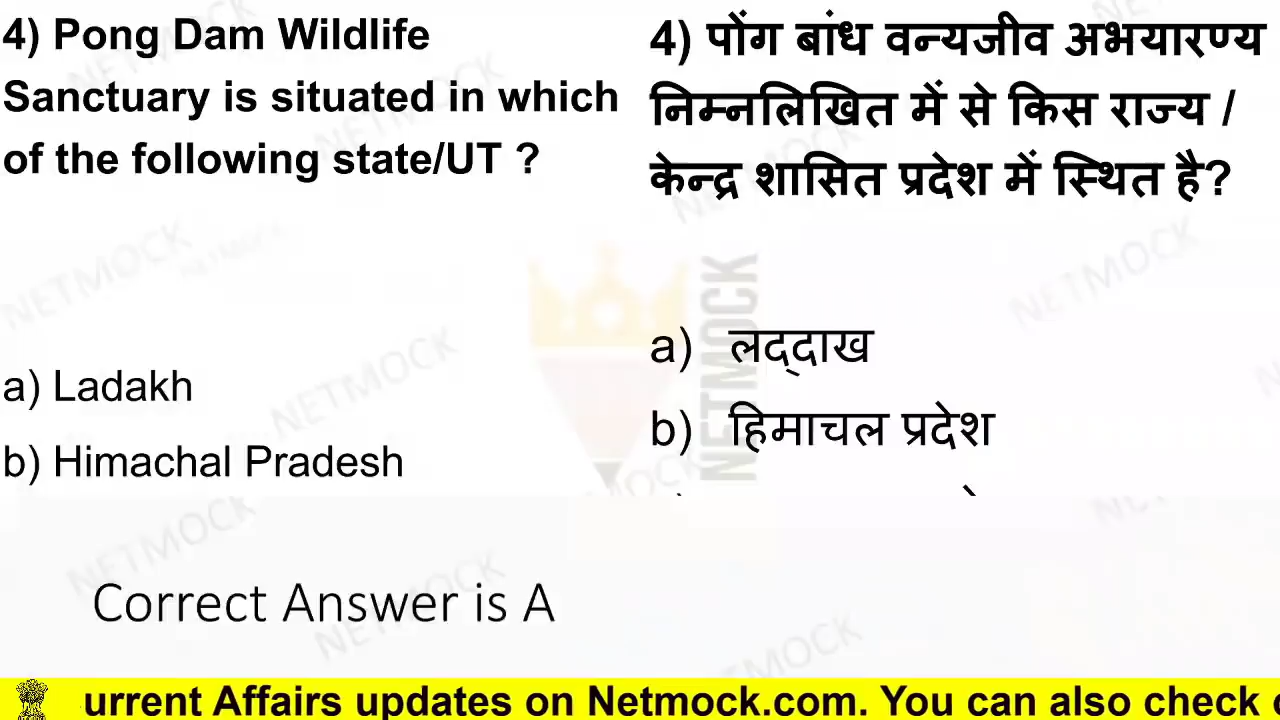 4) Pong Dam Wildlife
Sanctuary is situated in which
of the following state/UT ?
a) Ladakh
b) Himachal Pradesh
4) पोंग बांध वन्यजीव अभयारण्य
निम्नलिखित में से किस राज्य /
केन्द्र शासित प्रदेश में स्थित है?
a) लद्दाख
b) हिमाचल प्रदेश
NETMOCK
Correct Answer is A
urrent Affairs updates on Netmock.com. You can also check